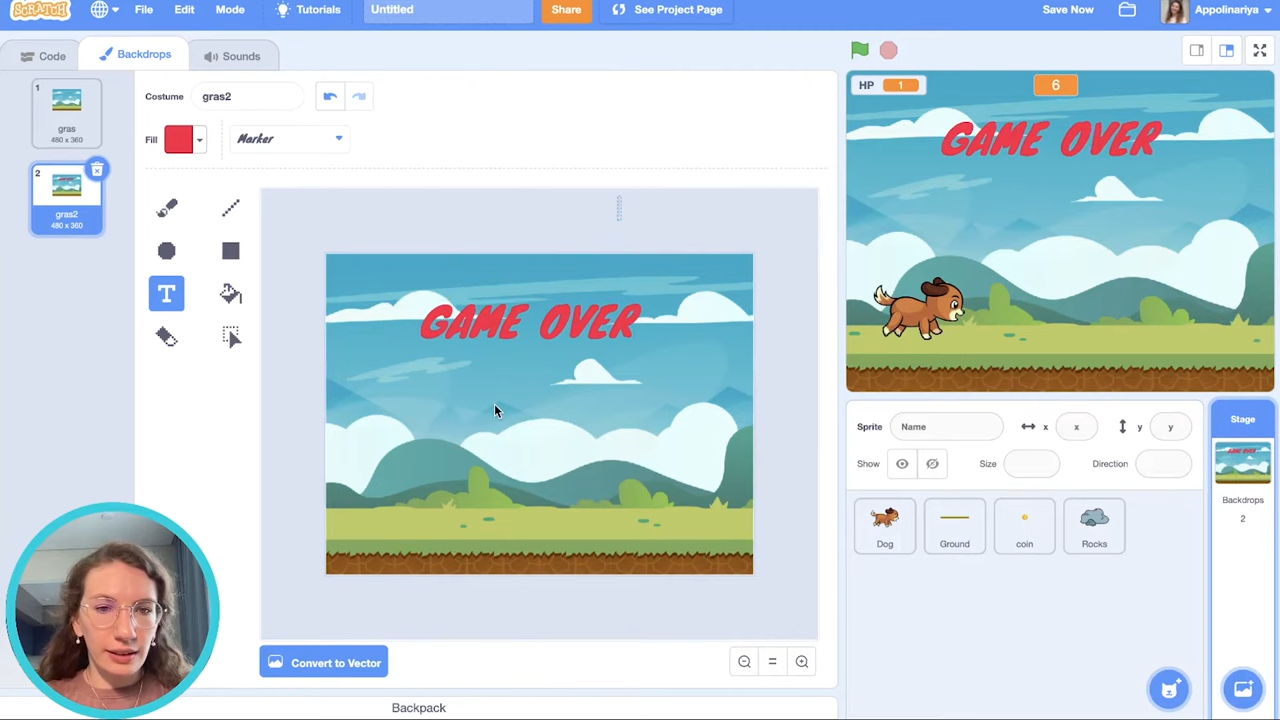 SCRATCH File Edit Mode Tutorials Untitled Share See Project Page Save Now Appolinariya
Code Backdrops Sounds
1
gras
480 x 360
2
gras2
480 x 360
Costume gras2
Fill Marker
T
GAME OVER
Convert to Vector
Backpack
HP 1 6
GAME OVER
Sprite Name x x y y
Show Size Direction
Dog Ground coin Rocks
Stage
GAME OVER
Backdrops
2